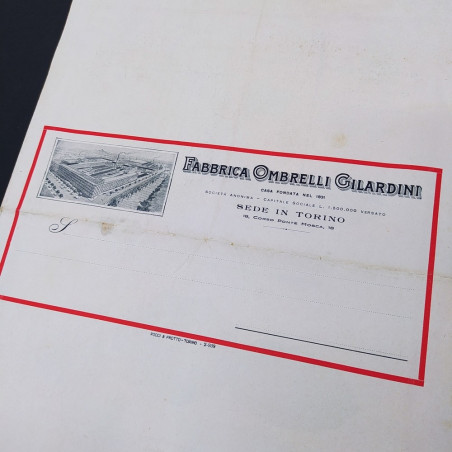 FABBRICA OMBRELLI GILARDINI
CASA FONDATA NEL 1831
SOCIETÀ ANONIMA - CAPITALE SOCIALE L. 1.500.000 VERSATO
SEDE IN TORINO
18, CORSO PONTE MOSCA, 18
S